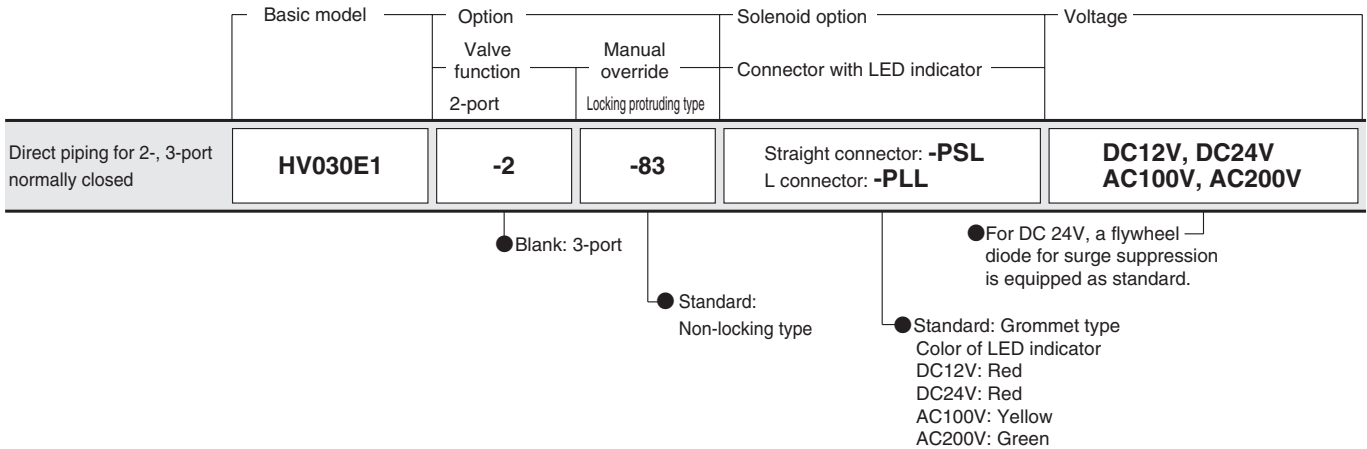 Basic model
Option
Solenoid option
Voltage
Valve
function
Manual
override
Connector with LED indicator
2-port
Locking protruding type
Direct piping for 2-, 3-port
normally closed
HV030E1
-2
-83
Straight connector: -PSL
L connector: -PLL
DC12V, DC24V
AC100V, AC200V
●Blank: 3-port
●For DC 24V, a flywheel
diode for surge suppression
is equipped as standard.
●Standard:
Non-locking type
●Standard: Grommet type
Color of LED indicator
DC12V: Red
DC24V: Red
AC100V: Yellow
AC200V: Green